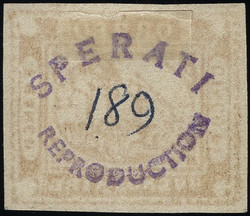 SPERATI
189
REPRODUCTION